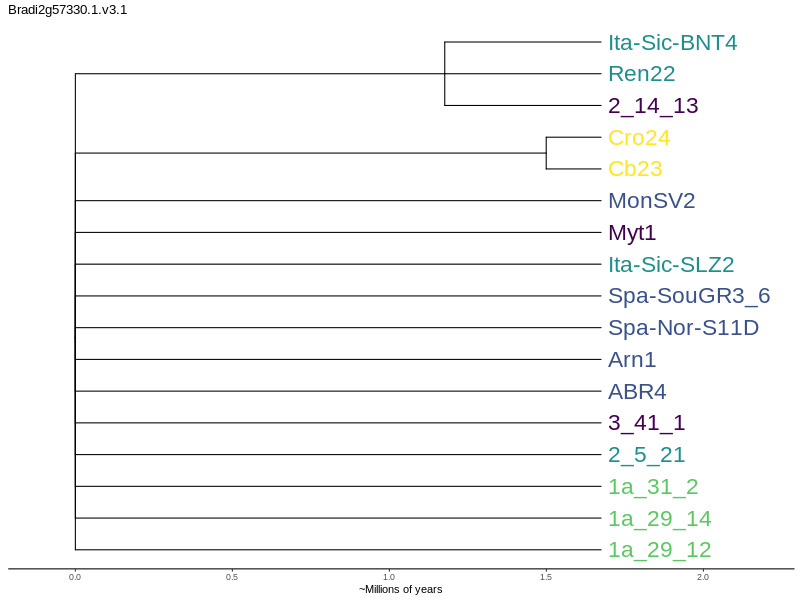 Bradi2g57330.1.v3.1
Ita-Sic-BNT4
Ren22
2_14_13
Cro24
Cb23
MonSV2
Myt1
Ita-Sic-SLZ2
Spa-SouGR3_6
Spa-Nor-S11D
Arn1
ABR4
3_41_1
2_5_21
1a_31_2
1a_29_14
1a_29_12
0.0 0.5 1.0 1.5 2.0
~Millions of years